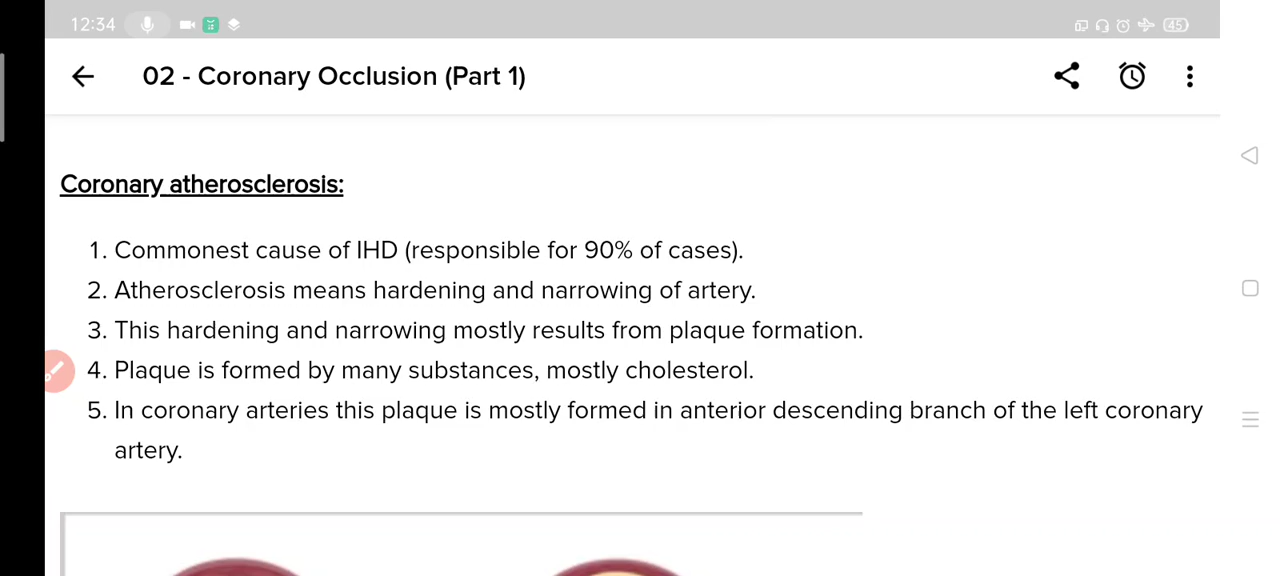 12:34
45
02 - Coronary Occlusion (Part 1)
Coronary atherosclerosis:
1. Commonest cause of IHD (responsible for 90% of cases).
2. Atherosclerosis means hardening and narrowing of artery.
3. This hardening and narrowing mostly results from plaque formation.
4. Plaque is formed by many substances, mostly cholesterol.
5. In coronary arteries this plaque is mostly formed in anterior descending branch of the left coronary
artery.